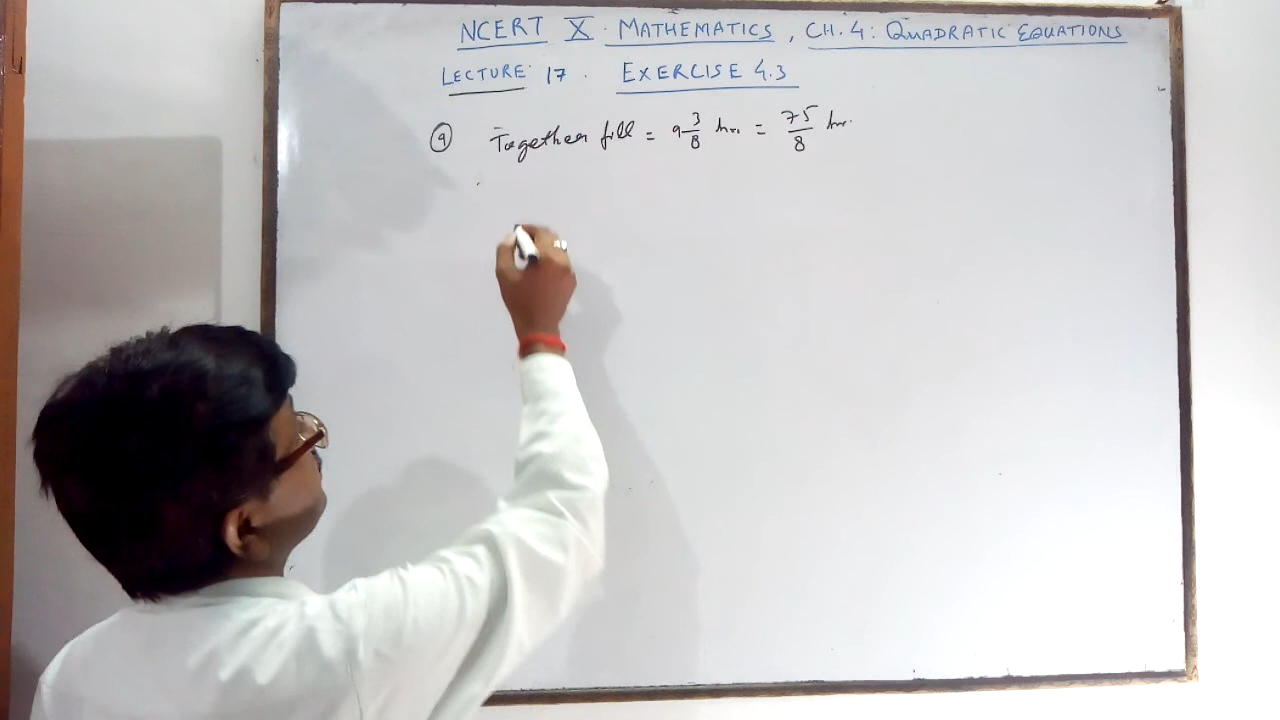 NCERT X MATHEMATICS, CH. 4: QUADRATIC EQUATIONS
LECTURE 17. EXERCISE 4.3
9 Together fill = 9 3/8 hrs. = 75/8 hrs.